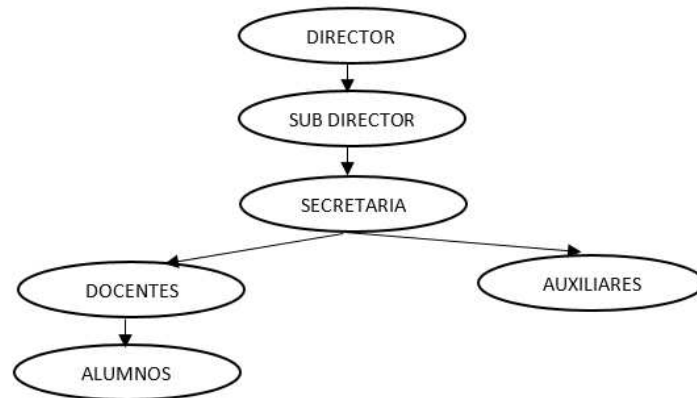 DIRECTOR
SUB DIRECTOR
SECRETARIA
DOCENTES
AUXILIARES
ALUMNOS